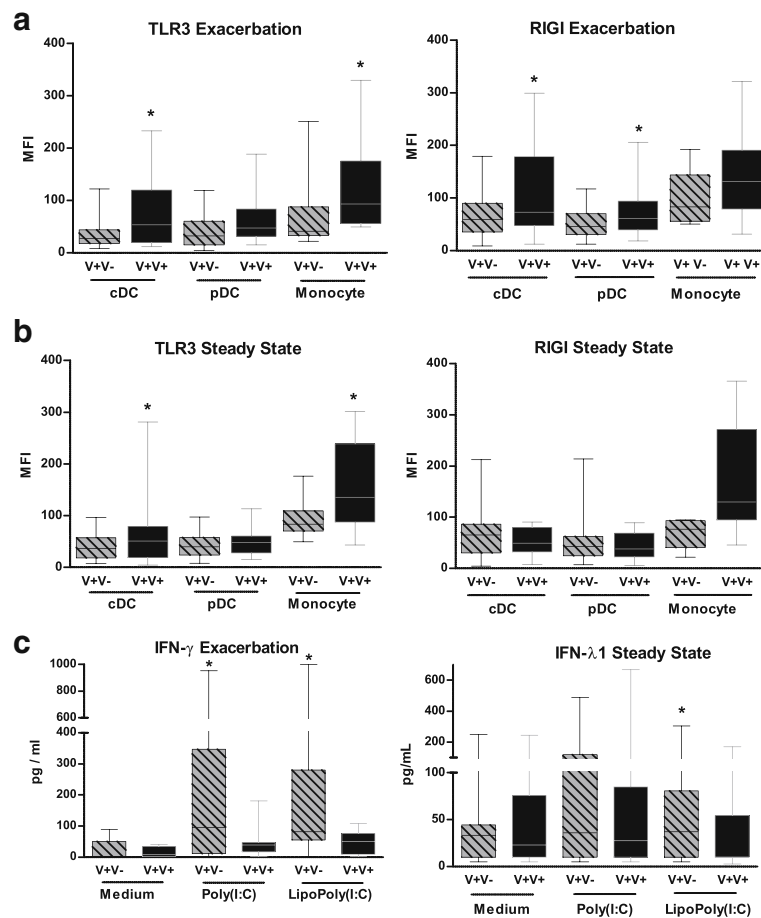 a
TLR3 Exacerbation
400
300
200
100
0
MFI
V+V- V+V+ V+V- V+V+ V+V- V+V+
cDC pDC Monocyte
* *
RIGI Exacerbation
400
300
200
100
0
MFI
V+V- V+V+ V+V- V+V+ V+ V- V+ V+
cDC pDC Monocyte
* *
b
TLR3 Steady State
400
300
200
100
0
MFI
V+V- V+V+ V+V- V+V+ V+V- V+V+
cDC pDC Monocyte
* *
RIGI Steady State
400
300
200
100
0
MFI
V+V- V+V+ V+V- V+V+ V+V- V+V+
cDC pDC Monocyte
c
IFN-γ Exacerbation
1000
800
600
400
300
200
100
0
pg / ml
V+V- V+V+ V+V- V+V+ V+V- V+V+
Medium Poly(I:C) LipoPoly(I:C)
* *
IFN-λ1 Steady State
600
400
200
100
50
0
pg/mL
V+V- V+V+ V+V- V+V+ V+V- V+V+
Medium Poly(I:C) LipoPoly(I:C)
*